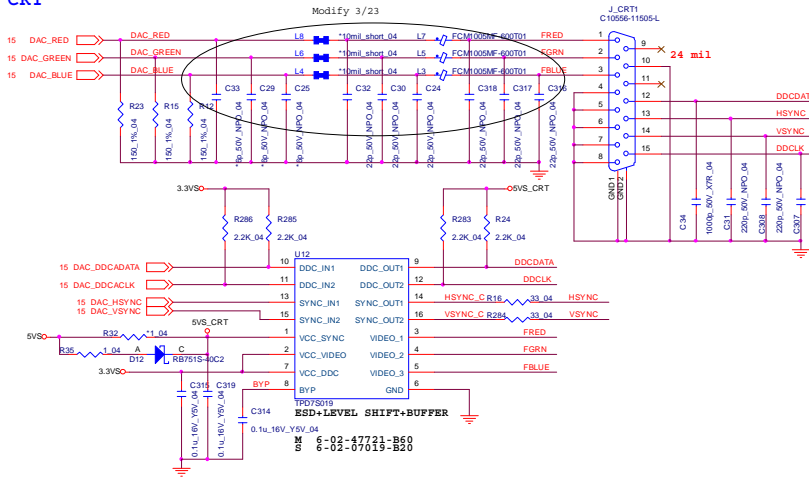 CRT
Modify 3/23
J_CRT1
C10556-11505-L
15 DAC_RED DAC_RED L8 *10mil_short_04 L7 FCM1005MF-600T01 FRED 1
15 DAC_GREEN DAC_GREEN L6 *10mil_short_04 L5 FCM1005MF-600T01 FGRN 2
15 DAC_BLUE DAC_BLUE L4 *10mil_short_04 L3 FCM1005MF-600T01 FBLUE 3
9 24 mil
10
11
4 12 DDCDAT
5 13 HSYNC
6 14 VSYNC
7 15 DDCLK
8
R23 R15 R12 C33 C29 C25 C32 C30 C24 C318 C317 C316
150_1%_04 150_1%_04 150_1%_04 22p_50V_NPO_04 22p_50V_NPO_04 22p_50V_NPO_04 22p_50V_NPO_04 22p_50V_NPO_04 22p_50V_NPO_04
GND1 GND2
C34 1000p_50V_X7R_04
C31 220p_50V_NPO_04
C308 220p_50V_NPO_04
C307
3.3VS 5VS_CRT
R286 R285 R283 R24
2.2K_04 2.2K_04 2.2K_04 2.2K_04
U12
15 DAC_DDCADATA 10 DDC_IN1 DDC_OUT1 9 DDCDATA
15 DAC_DDCACLK 11 DDC_IN2 DDC_OUT2 12 DDCLK
15 DAC_HSYNC 13 SYNC_IN1 SYNC_OUT1 14 HSYNC_C R16 33_04 HSYNC
15 DAC_VSYNC 15 SYNC_IN2 SYNC_OUT2 16 VSYNC_C R284 33_04 VSYNC
5VS R32 *1_04 5VS_CRT 1 VCC_SYNC VIDEO_1 3 FRED
R35 1_04 A C D12 RB751S-40C2 2 VCC_VIDEO VIDEO_2 4 FGRN
3.3VS 7 VCC_DDC VIDEO_3 5 FBLUE
BYP 8 BYP GND 6
TPD7S019
C315 C319
0.1u_16V_Y5V_04 0.1u_16V_Y5V_04
C314
0.1u_16V_Y5V_04
ESD+LEVEL SHIFT+BUFFER
M 6-02-47721-B60
S 6-02-07019-B20